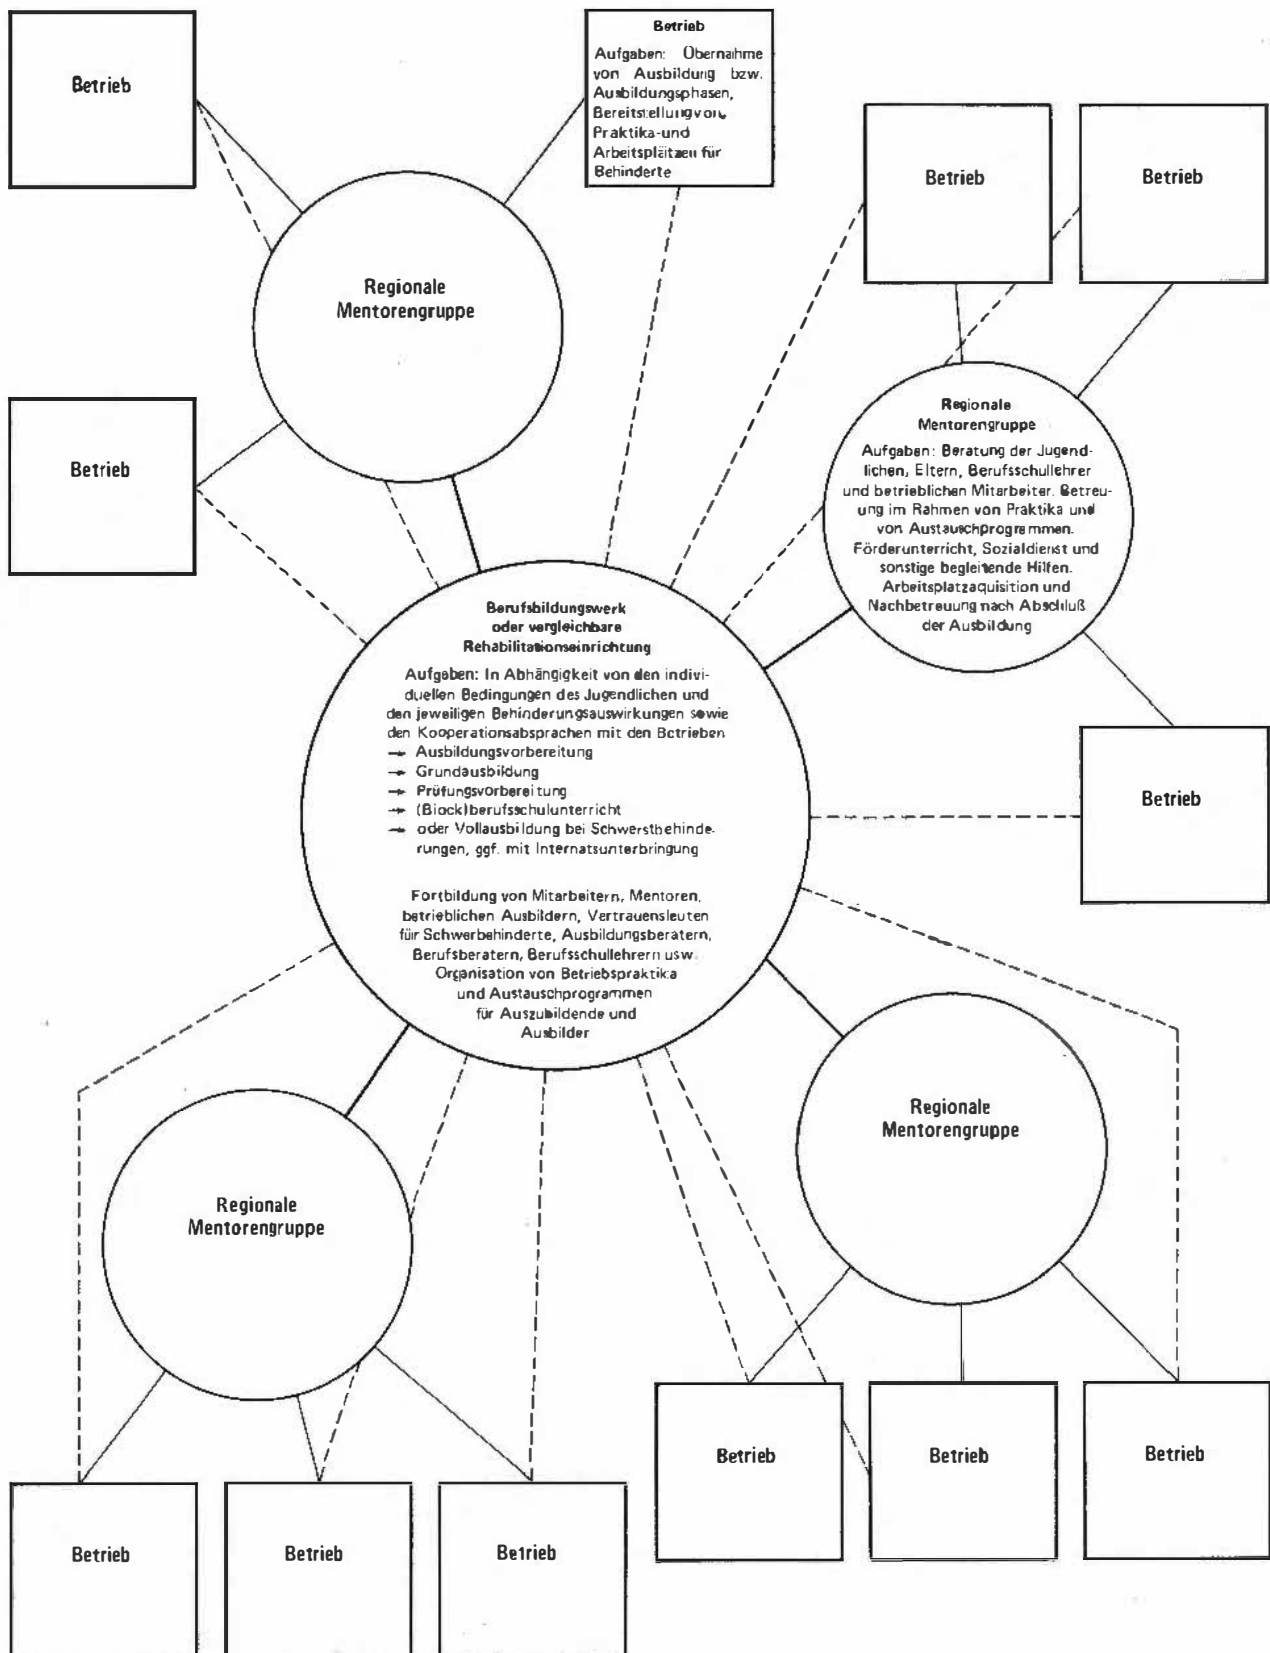 Betrieb
Betrieb
Aufgaben: Übernahme
von Ausbildung bzw.
Ausbildungsphasen,
Bereitstellung von
Praktika-und
Arbeitsplätzen für
Behinderte
Betrieb
Betrieb
Regionale
Mentorengruppe
Betrieb
Regionale
Mentorengruppe
Aufgaben: Beratung der Jugend-
lichen, Eltern, Berufsschullehrer
und betrieblichen Mitarbeiter. Betreu-
ung im Rahmen von Praktika und
von Austauschprogrammen.
Förderunterricht, Sozialdienst und
sonstige begleitende Hilfen.
Arbeitsplatzaquisition und
Nachbetreuung nach Abschluß
der Ausbildung
Berufsbildungswerk
oder vergleichbare
Rehabilitationseinrichtung
Aufgaben: In Abhängigkeit von den indivi-
duellen Bedingungen des Jugendlichen und
den jeweiligen Behinderungsauswirkungen sowie
den Kooperationsabsprachen mit den Betrieben
→ Ausbildungsvorbereitung
→ Grundausbildung
→ Prüfungsvorbereitung
→ (Block)berufsschulunterricht
→ oder Vollausbildung bei Schwerstbehinde-
rungen, ggf. mit Internatsunterbringung
Fortbildung von Mitarbeitern, Mentoren,
betrieblichen Ausbildern, Vertrauensleuten
für Schwerbehinderte, Ausbildungsberatern,
Berufsberatern, Berufsschullehrern usw.
Organisation von Betriebspraktika
und Austauschprogrammen
für Auszubildende und
Ausbilder
Betrieb
Regionale
Mentorengruppe
Regionale
Mentorengruppe
Betrieb
Betrieb
Betrieb
Betrieb
Betrieb
Betrieb